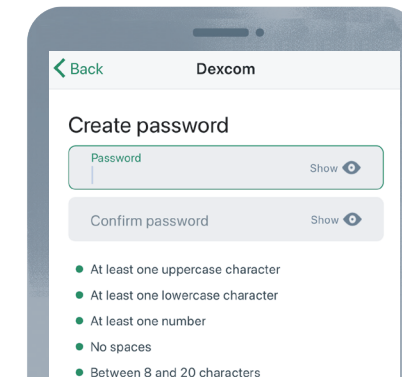 Back
Dexcom
Create password
Password
Show
Confirm password
Show
At least one uppercase character
At least one lowercase character
At least one number
No spaces
Between 8 and 20 characters